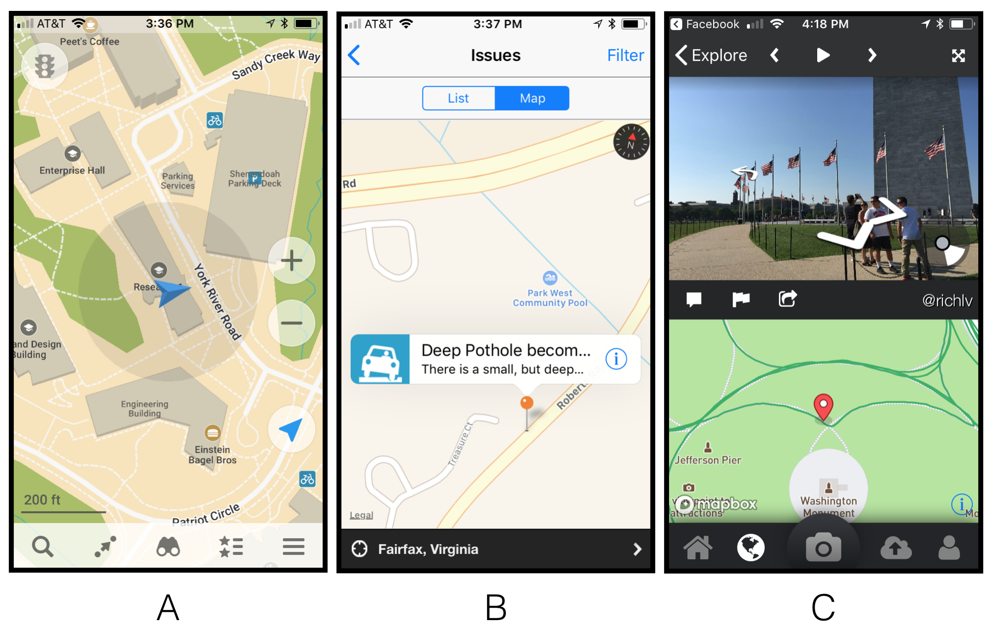 AT&T
3:36 PM
Peet's Coffee
Sandy Creek Way
Enterprise Hall
Parking
Services
Shenandoah
Parking Deck
P
York River Road
and Design
Building
Engineering
Building
Einstein
Bagel Bros
200 ft
Patriot Circle
A
AT&T
3:37 PM
Issues
Filter
List
Map
N
Rd
Park West
Community Pool
Deep Pothole becom...
There is a small, but deep...
i
Roberts Rd
Treasure Ct
Legal
Fairfax, Virginia
B
Facebook
4:18 PM
Explore
@richlv
Jefferson Pier
viewpoint to
attractions
mapbox
Washington
Monument
i
Mo
C